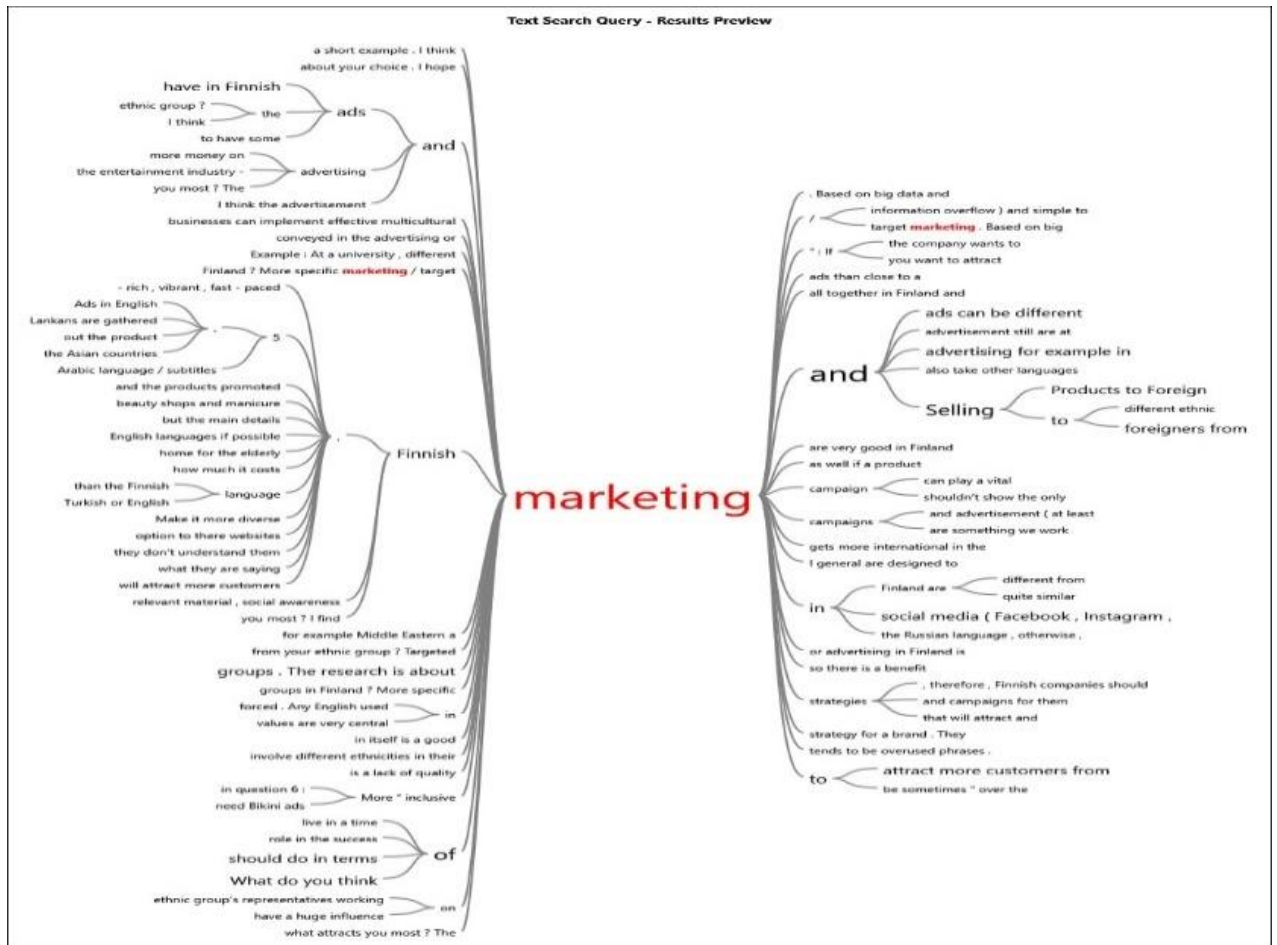 Text Search Query - Results Preview
a short example . I think
about your choice . I hope
have in Finnish
ethnic group ?
I think
the
to have some
ads
more money on
the entertainment industry -
you most ? The
advertising
I think the advertisement
and
businesses can implement effective multicultural
conveyed in the advertising or
Example : At a university , different
Finland ? More specific marketing / target
- rich , vibrant , fast - paced
Ads in English
Lankans are gathered
out the product
the Asian countries
.
Arabic language / subtitles
5
and the products promoted
beauty shops and manicure
but the main details
English languages if possible
home for the elderly
how much it costs
than the Finnish
Turkish or English
language
Make it more diverse
option to there websites
they don't understand them
what they are saying
will attract more customers
.
relevant material , social awareness
you most ? I find
Finnish
for example Middle Eastern a
from your ethnic group ? Targeted
groups . The research is about
groups in Finland ? More specific
forced . Any English used
values are very central
in
in itself is a good
involve different ethnicities in their
is a lack of quality
in question 6 :
need Bikini ads
More " inclusive
live in a time
role in the success
should do in terms
What do you think
of
ethnic group's representatives working
have a huge influence
on
what attracts you most ? The
marketing
. Based on big data and
/
information overflow ) and simple to
target marketing . Based on big
" : If
the company wants to
you want to attract
ads than close to a
all together in Finland and
and
ads can be different
advertisement still are at
advertising for example in
also take other languages
Selling
Products to Foreign
to
different ethnic
foreigners from
are very good in Finland
as well if a product
campaign
can play a vital
shouldn't show the only
campaigns
and advertisement ( at least
are something we work
gets more international in the
I general are designed to
in
Finland are
different from
quite similar
social media ( Facebook , Instagram ,
the Russian language , otherwise ,
or advertising in Finland is
so there is a benefit
strategies
, therefore , Finnish companies should
and campaigns for them
that will attract and
strategy for a brand . They
tends to be overused phrases .
to
attract more customers from
be sometimes " over the